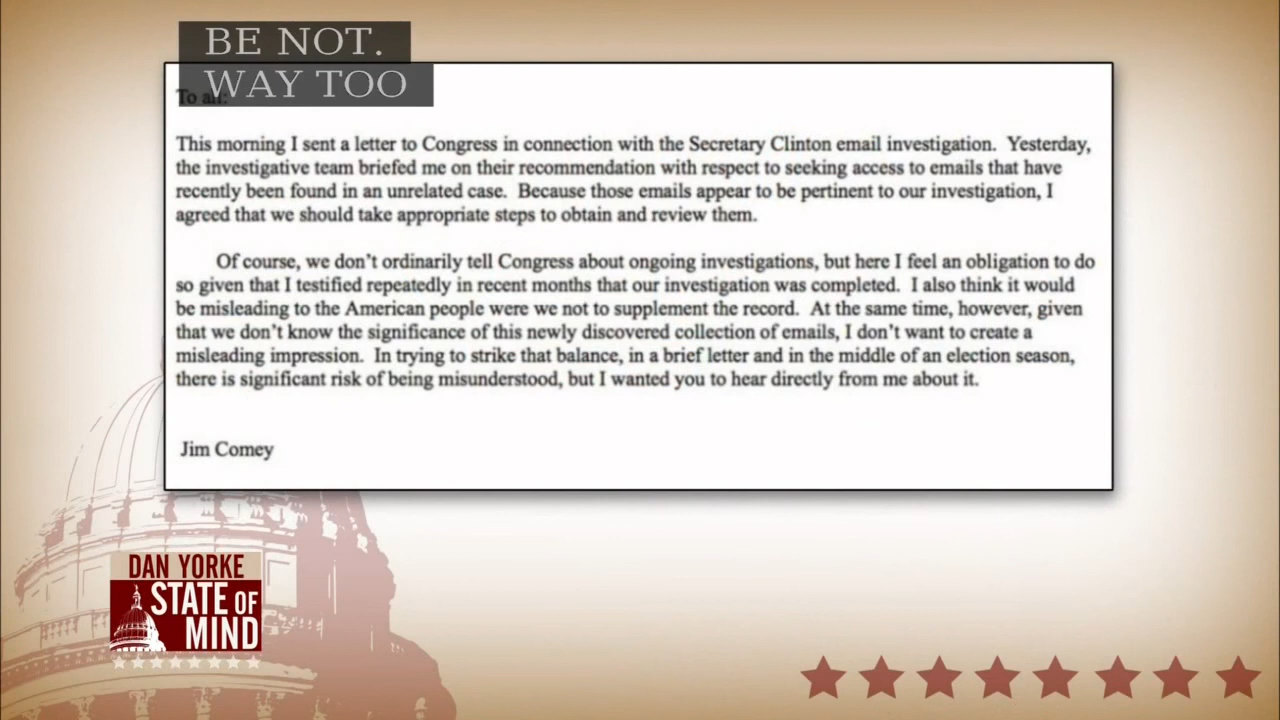 BE NOT.
WAY TOO
To all:
This morning I sent a letter to Congress in connection with the Secretary Clinton email investigation. Yesterday,
the investigative team briefed me on their recommendation with respect to seeking access to emails that have
recently been found in an unrelated case. Because those emails appear to be pertinent to our investigation, I
agreed that we should take appropriate steps to obtain and review them.
Of course, we don't ordinarily tell Congress about ongoing investigations, but here I feel an obligation to do
so given that I testified repeatedly in recent months that our investigation was completed. I also think it would
be misleading to the American people were we not to supplement the record. At the same time, however, given
that we don't know the significance of this newly discovered collection of emails, I don't want to create a
misleading impression. In trying to strike that balance, in a brief letter and in the middle of an election season,
there is significant risk of being misunderstood, but I wanted you to hear directly from me about it.
Jim Comey
DAN YORKE
STATE OF
MIND